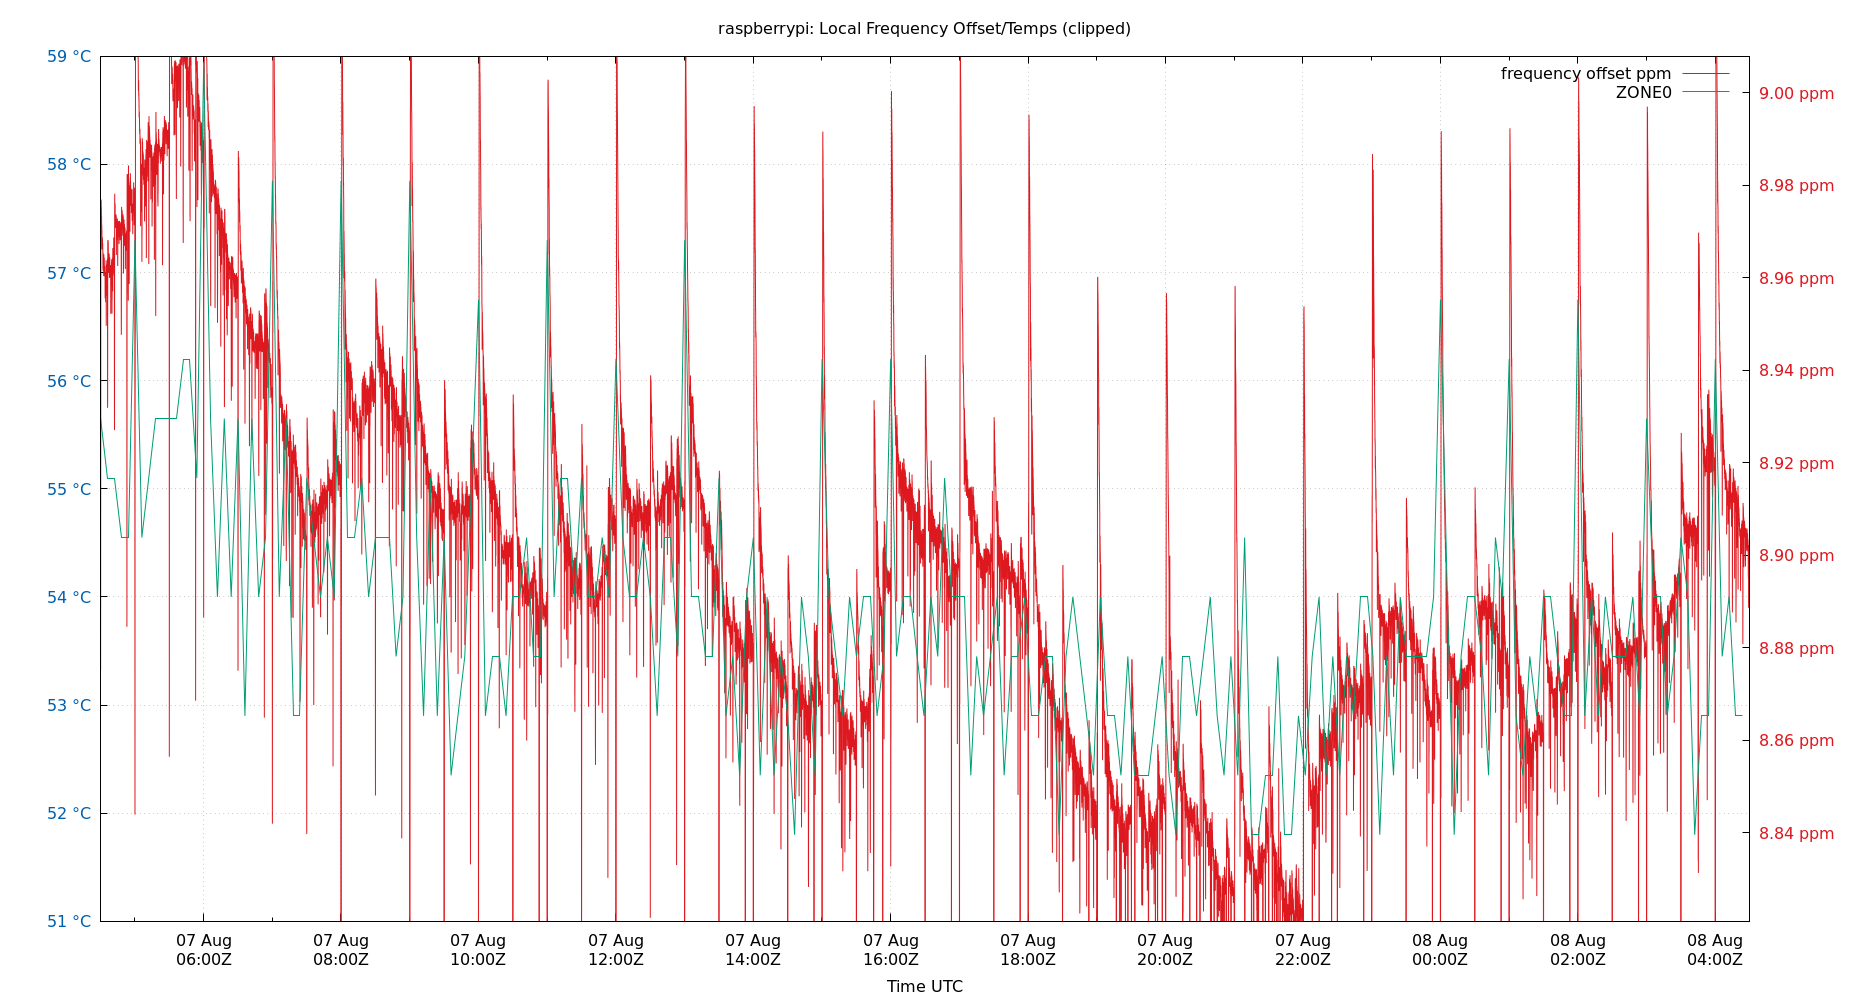 raspberrypi: Local Frequency Offset/Temps (clipped)
59 °C
58 °C
57 °C
56 °C
55 °C
54 °C
53 °C
52 °C
51 °C
frequency offset ppm
ZONE0
9.00 ppm
8.98 ppm
8.96 ppm
8.94 ppm
8.92 ppm
8.90 ppm
8.88 ppm
8.86 ppm
8.84 ppm
07 Aug 07 Aug 07 Aug 07 Aug 07 Aug 07 Aug 07 Aug 07 Aug 07 Aug 08 Aug 08 Aug 08 Aug
06:00Z 08:00Z 10:00Z 12:00Z 14:00Z 16:00Z 18:00Z 20:00Z 22:00Z 00:00Z 02:00Z 04:00Z
Time UTC